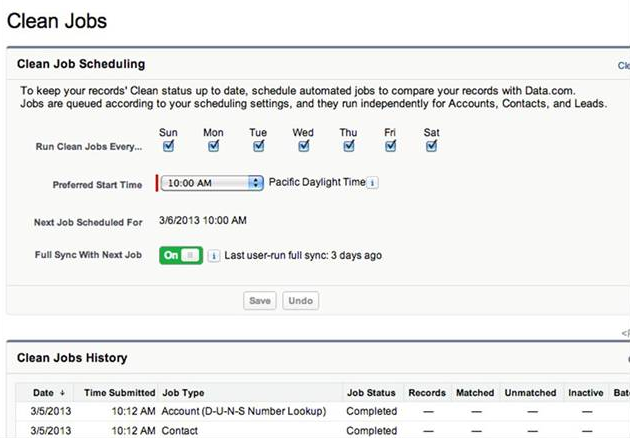 Clean Jobs
Clean Job Scheduling
To keep your records' Clean status up to date, schedule automated jobs to compare your records with Data.com.
Jobs are queued according to your scheduling settings, and they run independently for Accounts, Contacts, and Leads.
Sun Mon Tue Wed Thu Fri Sat
Run Clean Jobs Every...
Preferred Start Time 10:00 AM Pacific Daylight Time i
Next Job Scheduled For 3/6/2013 10:00 AM
Full Sync With Next Job On i Last user-run full sync: 3 days ago
Save Undo
Clean Jobs History
Date Time Submitted Job Type Job Status Records Matched Unmatched Inactive
3/5/2013 10:12 AM Account (D-U-N-S Number Lookup) Completed — — — —
3/5/2013 10:12 AM Contact Completed — — — —